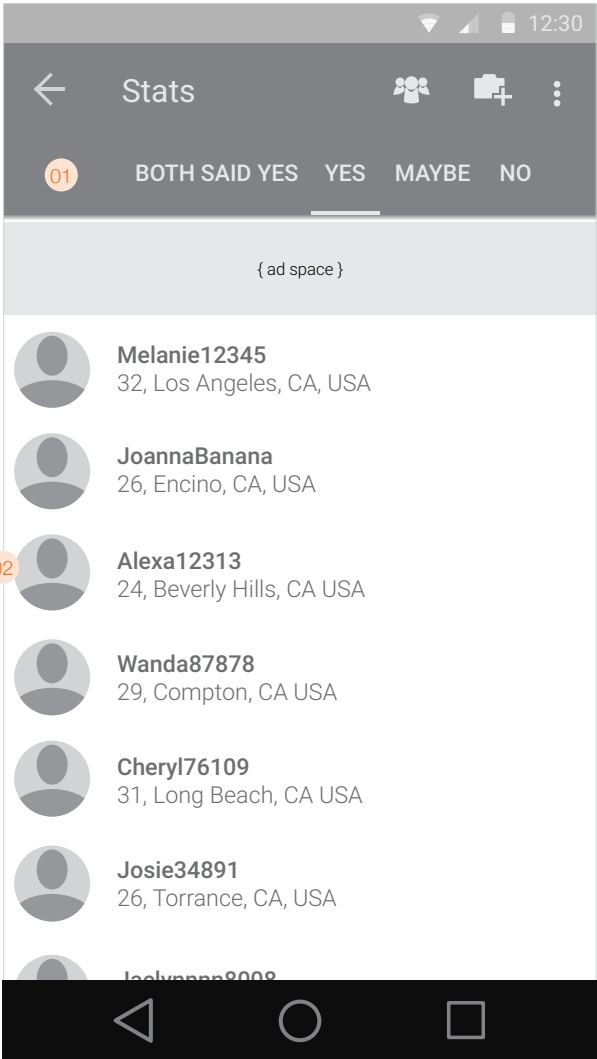 12:30
Stats
01
BOTH SAID YES YES MAYBE NO
{ ad space }
Melanie12345
32, Los Angeles, CA, USA
JoannaBanana
26, Encino, CA, USA
02
Alexa12313
24, Beverly Hills, CA USA
Wanda87878
29, Compton, CA USA
Cheryl76109
31, Long Beach, CA USA
Josie34891
26, Torrance, CA, USA